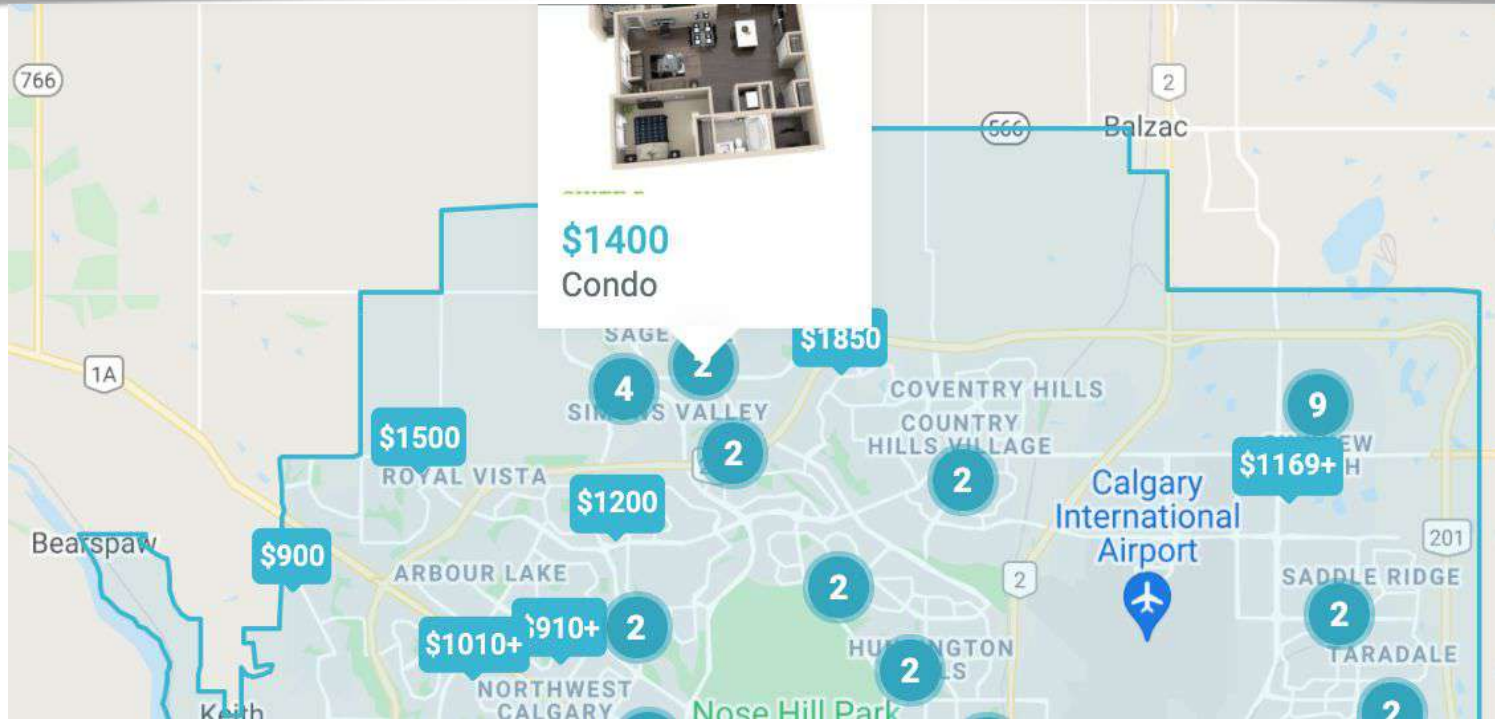 766
2
566
Balzac
$1400
Condo
SAGE
2
$1850
1A
4
COVENTRY HILLS
9
VALLEY
COUNTRY
HILLS VILLAGE
$1500
2
$1169+
ROYAL VISTA
2
Calgary
International
Airport
$1200
201
Bearspaw
$900
ARBOUR LAKE
2
2
SADDLE RIDGE
2
$1010+
$910+
2
2
TARADALE
NORTHWEST
CALGARY
Nose Hill Park
2
Keith